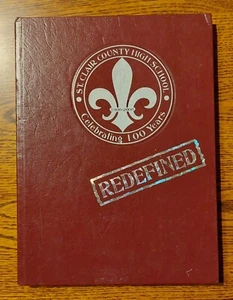 • ST. CLAIR COUNTY HIGH SCHOOL •
Celebrating 100 Years
REDEFINED